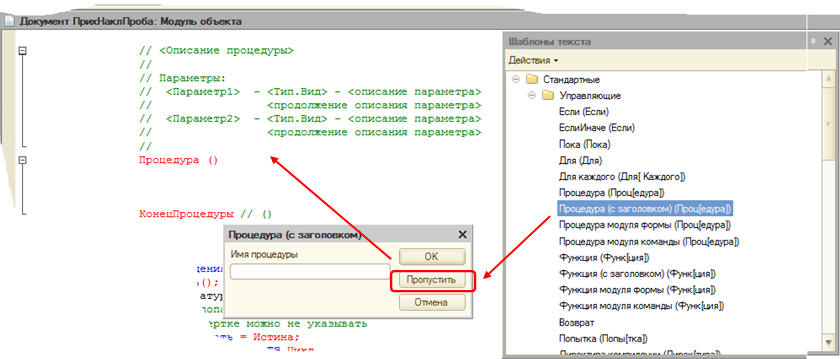 Документ ПрихНаклПроба: Модуль объекта
// <Описание процедуры>
//
// Параметры:
// <Параметр1> - <Тип.Вид> - <описание параметра>
// <продолжение описания параметра>
// <Параметр2> - <Тип.Вид> - <описание параметра>
// <продолжение описания параметра>
//
Процедура ()
КонецПроцедуры // ()
Процедура (с заголовком)
Имя процедуры
OK
Пропустить
Отмена
ь();
ертке можно не указывать
ть = Истина;
Цикл
Шаблоны текста
Действия
Стандартные
Управляющие
Если (Если)
ЕслиИначе (Если)
Пока (Пока)
Для (Для)
Для каждого (Для[ Каждого])
Процедура (Проц[едура])
Процедура (с заголовком) (Проц[едура])
Процедура модуля формы (Проц[едура])
Процедура модуля команды (Проц[едура])
Функция (Функ[ция])
Функция (с заголовком) (Функ[ция])
Функция модуля формы (Функ[ция])
Функция модуля команды (Функ[ция])
Возврат
Попытка (Попы[тка])